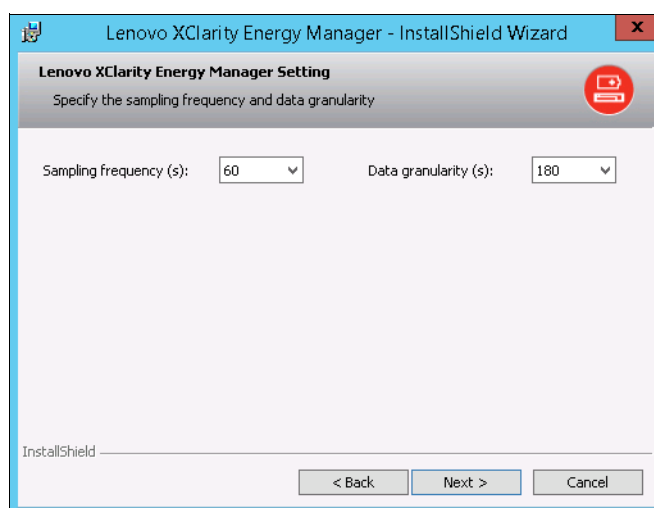 Lenovo XClarity Energy Manager - InstallShield Wizard
Lenovo XClarity Energy Manager Setting
Specify the sampling frequency and data granularity
Sampling frequency (s): 60 Data granularity (s): 180
InstallShield
< Back Next > Cancel